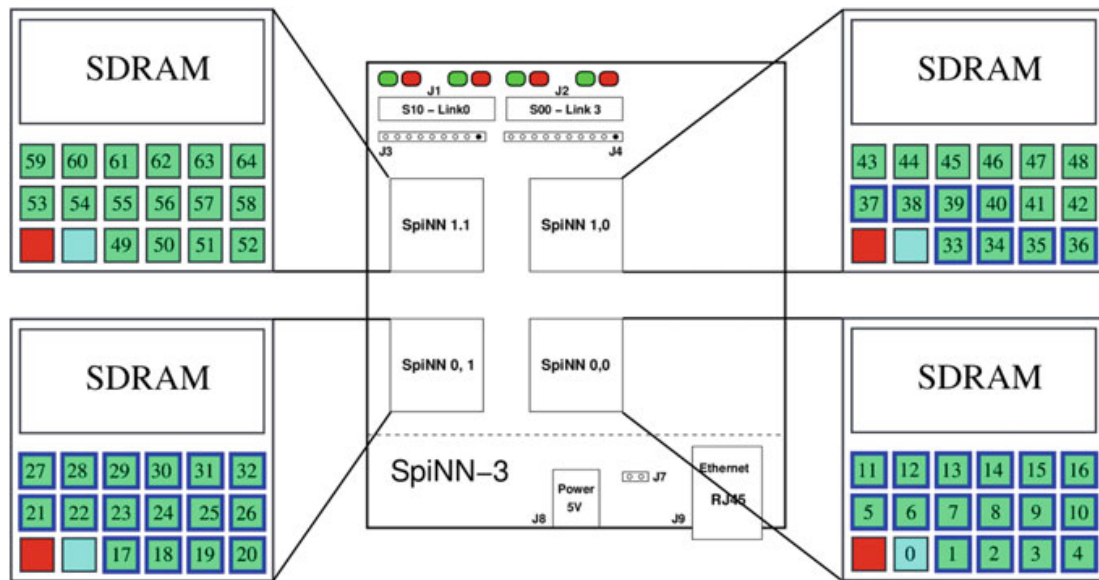 SDRAM
59 60 61 62 63 64
53 54 55 56 57 58
49 50 51 52
SDRAM
27 28 29 30 31 32
21 22 23 24 25 26
17 18 19 20
J1 J2
S10 – Link0 S00 – Link 3
J3 J4
SpiNN 1.1 SpiNN 1,0
SpiNN 0, 1 SpiNN 0,0
SpiNN–3
Power
5V
J7
J8
Ethernet
RJ45
J9
SDRAM
43 44 45 46 47 48
37 38 39 40 41 42
33 34 35 36
SDRAM
11 12 13 14 15 16
5 6 7 8 9 10
0 1 2 3 4